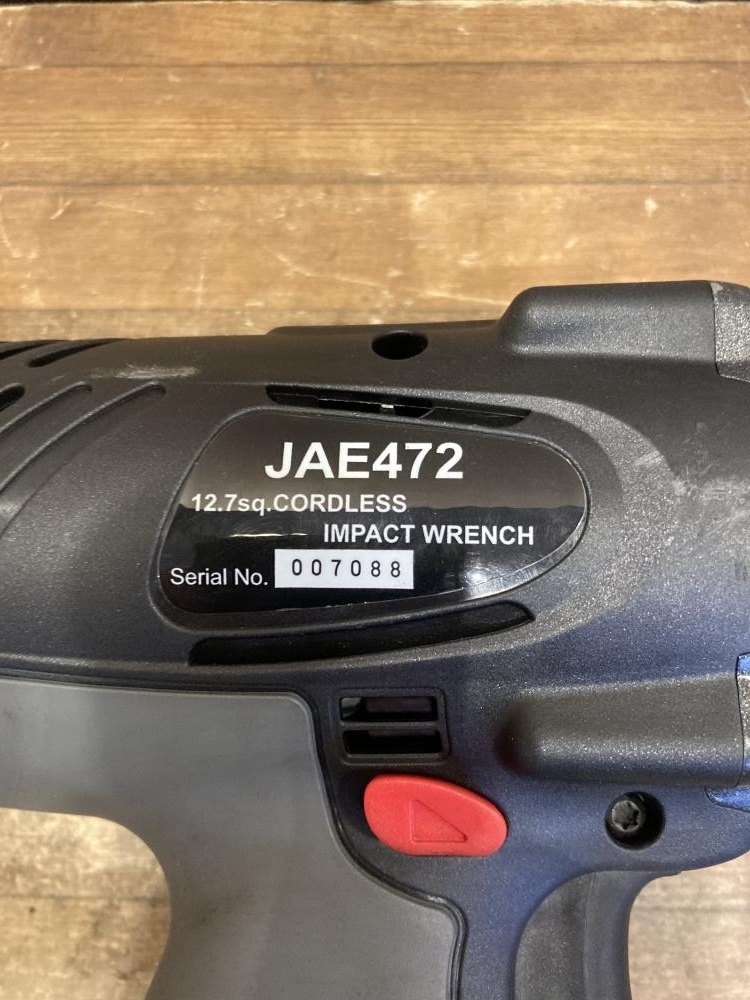 JAE472
12.7sq.CORDLESS
IMPACT WRENCH
Serial No. 007088